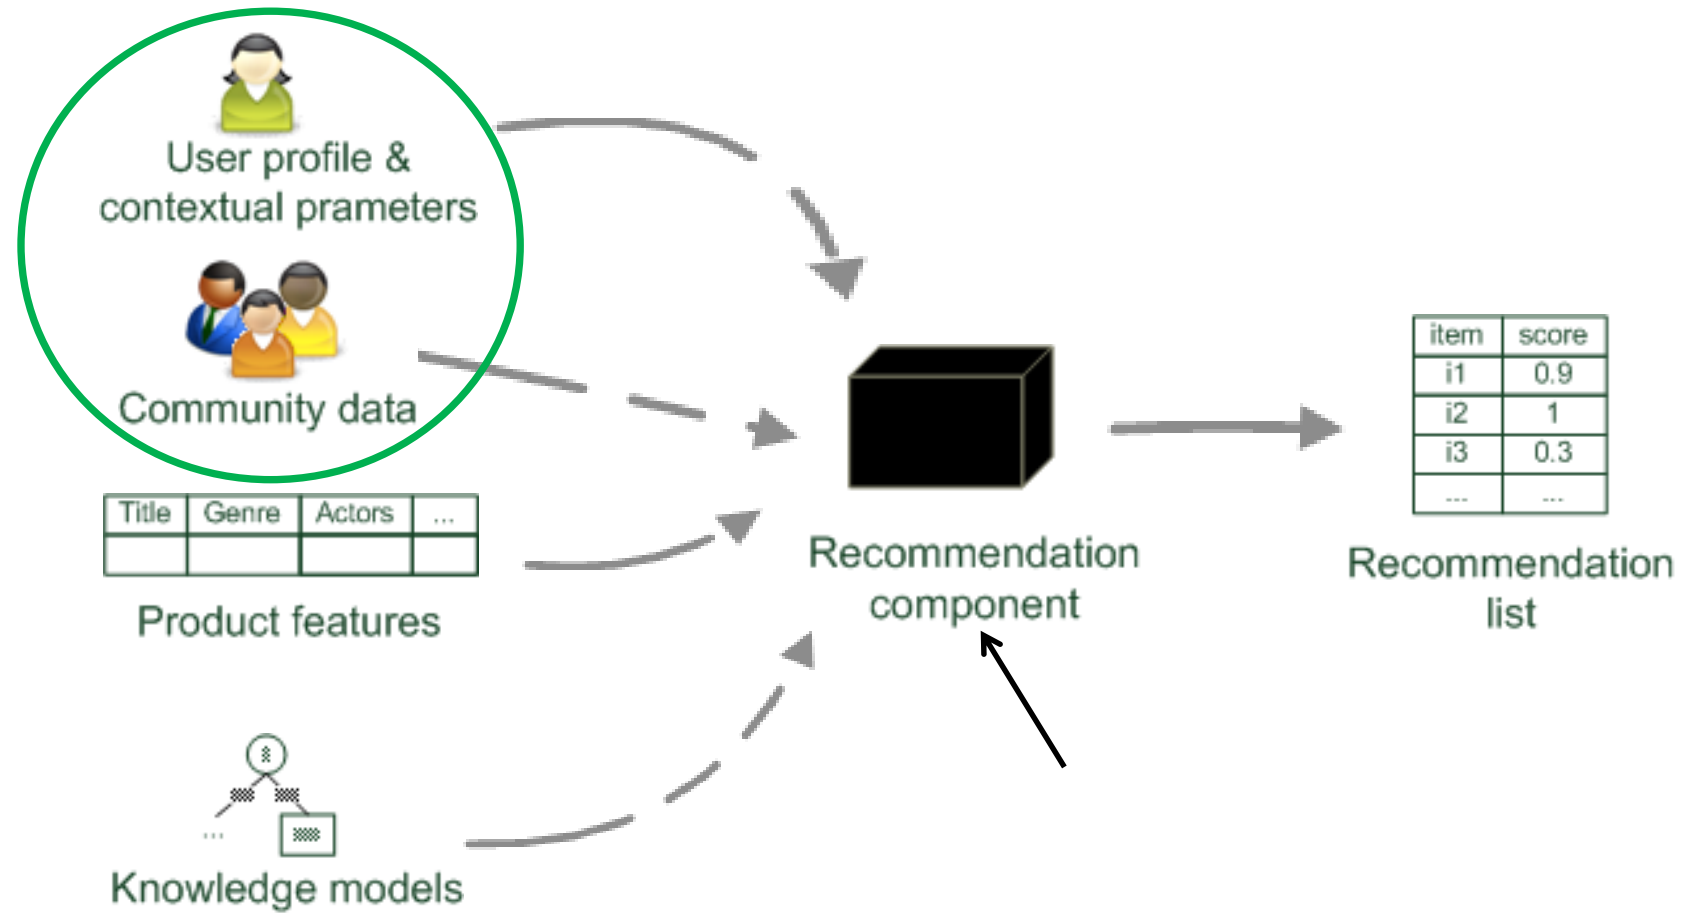 User profile &
contextual prameters
Community data
Title Genre Actors ...
Product features
... 
Knowledge models
Recommendation
component
item score
i1 0.9
i2 1
i3 0.3
... ...
Recommendation
list